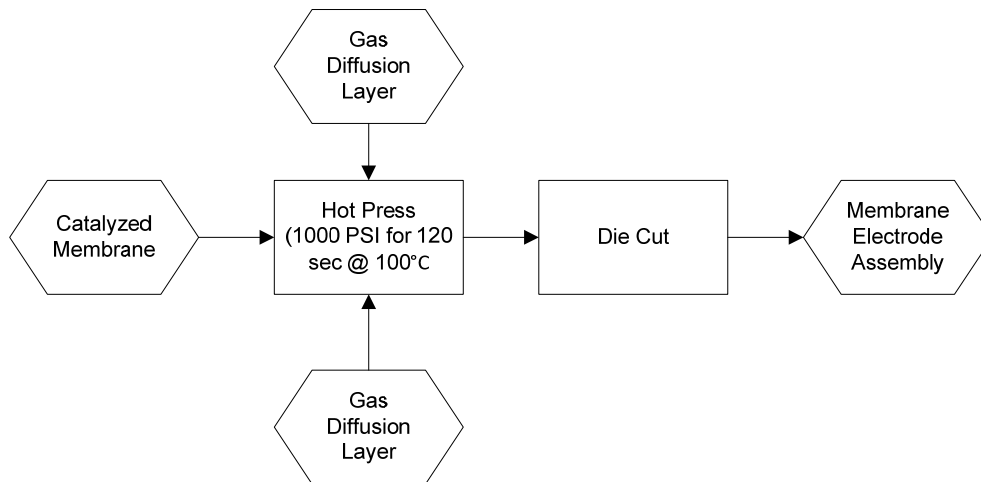 Gas
Diffusion
Layer
Catalyzed
Membrane
Hot Press
(1000 PSI for 120
sec @ 100°C
Die Cut
Membrane
Electrode
Assembly
Gas
Diffusion
Layer